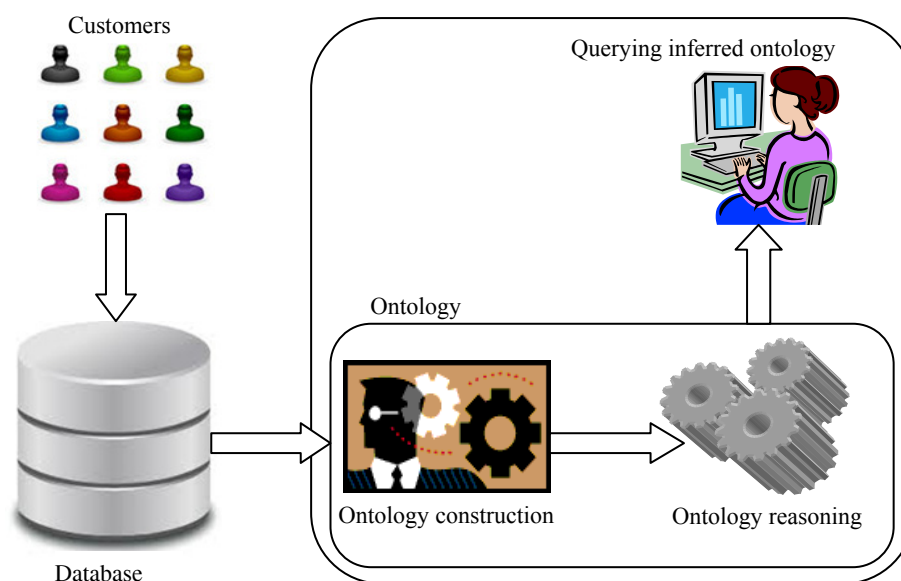 Customers
Querying inferred ontology
Ontology
Ontology construction
Ontology reasoning
Database